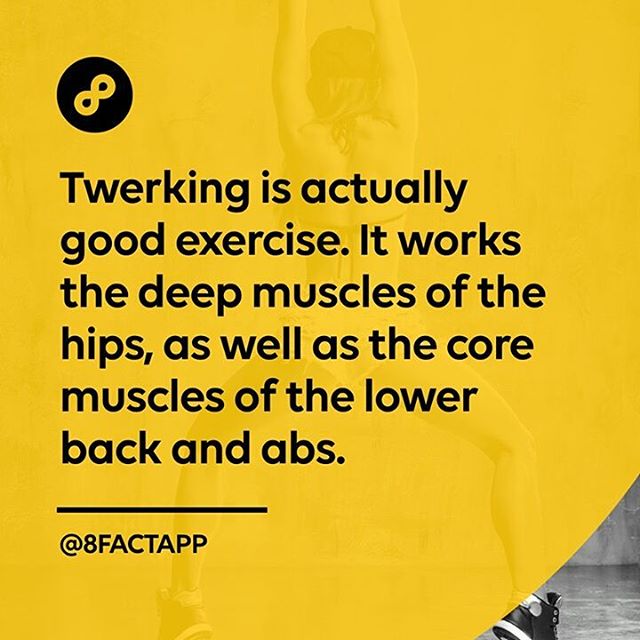 Twerking is actually
good exercise. It works
the deep muscles of the
hips, as well as the core
muscles of the lower
back and abs.
@8FACTAPP